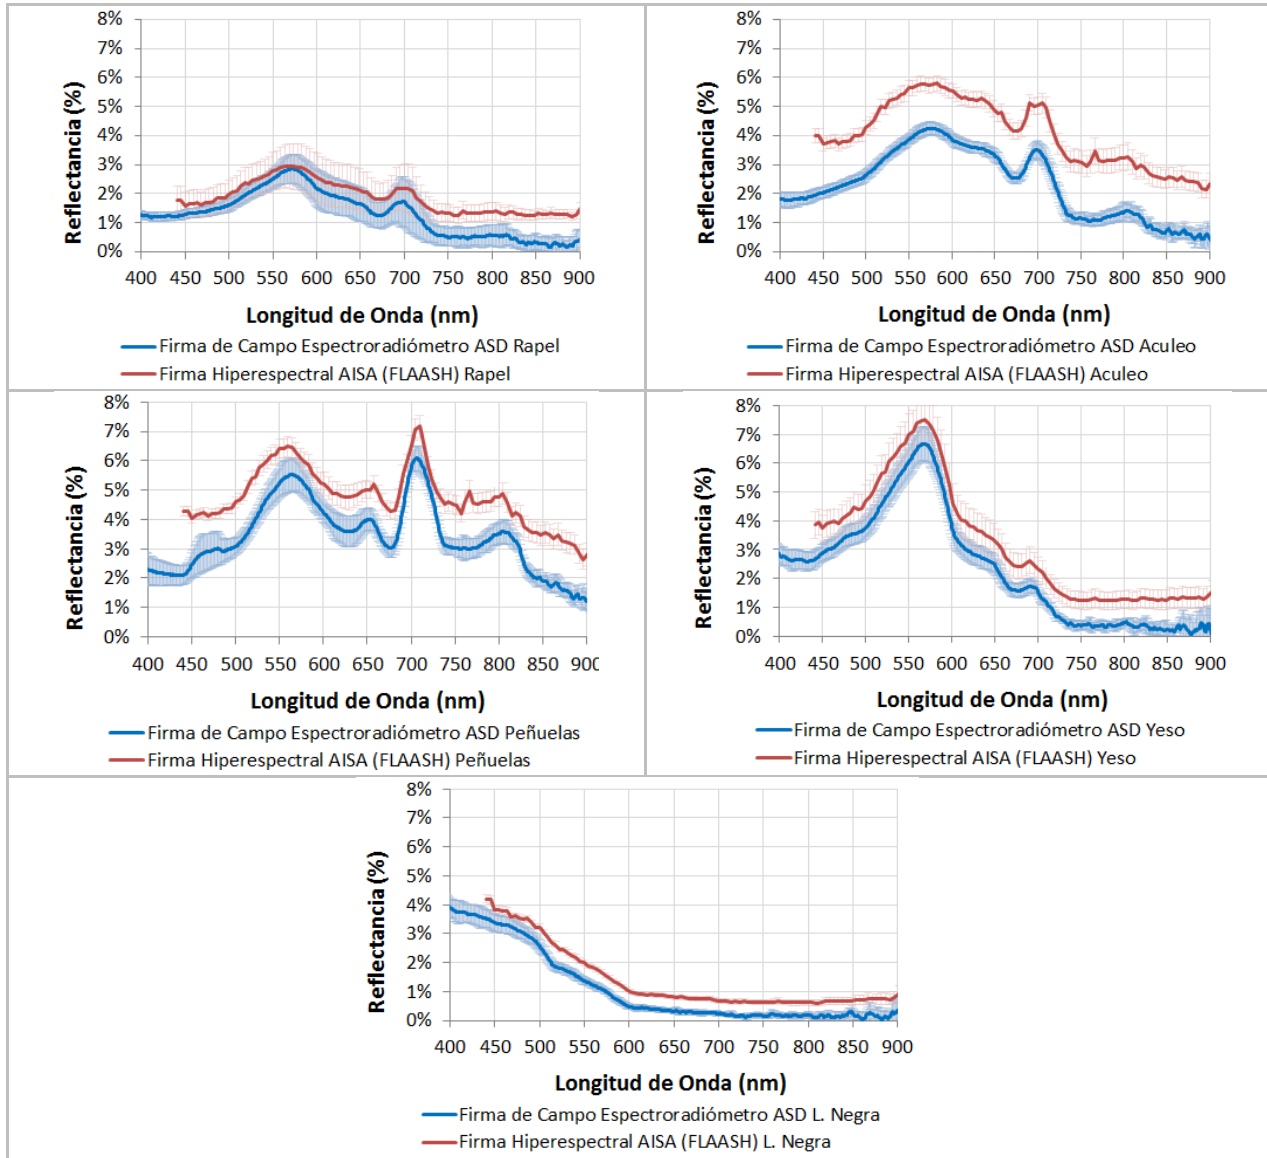 8%
7%
6%
5%
4%
3%
2%
1%
0%
Reflectancia (%)
400 450 500 550 600 650 700 750 800 850 900
Longitud de Onda (nm)
Firma de Campo Espectroradiómetro ASD Rapel
Firma Hiperespectral AISA (FLAASH) Rapel
8%
7%
6%
5%
4%
3%
2%
1%
0%
Reflectancia (%)
400 450 500 550 600 650 700 750 800 850 900
Longitud de Onda (nm)
Firma de Campo Espectroradiómetro ASD Aculeo
Firma Hiperespectral AISA (FLAASH) Aculeo
8%
7%
6%
5%
4%
3%
2%
1%
0%
Reflectancia (%)
400 450 500 550 600 650 700 750 800 850 900
Longitud de Onda (nm)
Firma de Campo Espectroradiómetro ASD Peñuelas
Firma Hiperespectral AISA (FLAASH) Peñuelas
8%
7%
6%
5%
4%
3%
2%
1%
0%
Reflectancia (%)
400 450 500 550 600 650 700 750 800 850 900
Longitud de Onda (nm)
Firma de Campo Espectroradiómetro ASD Yeso
Firma Hiperespectral AISA (FLAASH) Yeso
8%
7%
6%
5%
4%
3%
2%
1%
0%
Reflectancia (%)
400 450 500 550 600 650 700 750 800 850 900
Longitud de Onda (nm)
Firma de Campo Espectroradiómetro ASD L. Negra
Firma Hiperespectral AISA (FLAASH) L. Negra